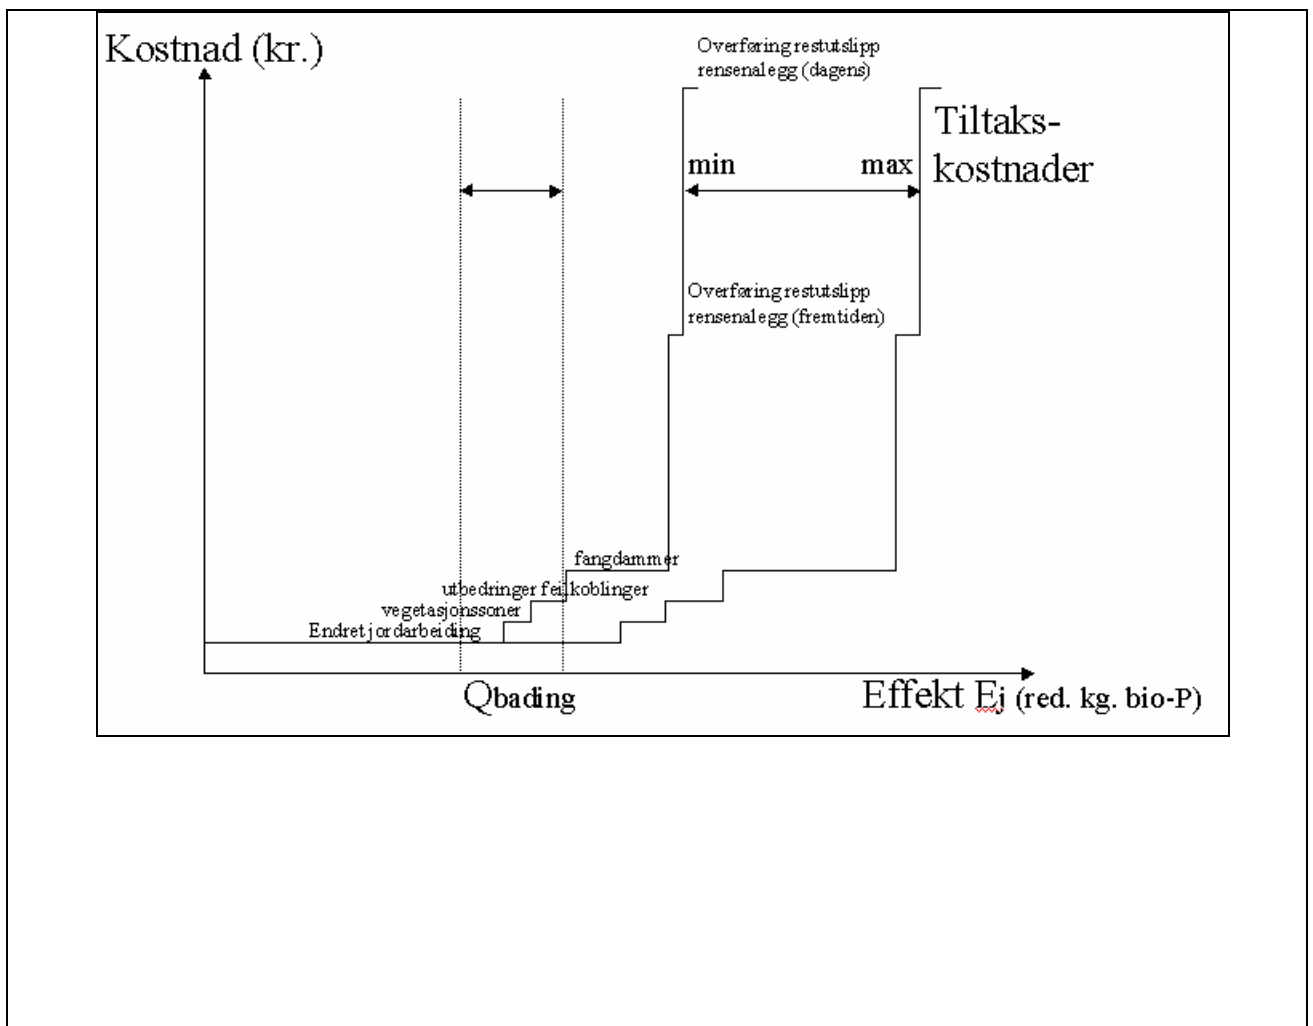 Kostnad (kr.)
Overføring restutslipp
rensenalegg (dagens)
Tiltaks-
kostnader
min
max
Overføring restutslipp
rensenalegg (fremtiden)
fangdammer
utbedringer feilkoblinger
vegetasjonssoner
Endret jordarbeiding
Qbading
Effekt Ej (red. kg. bio-P)